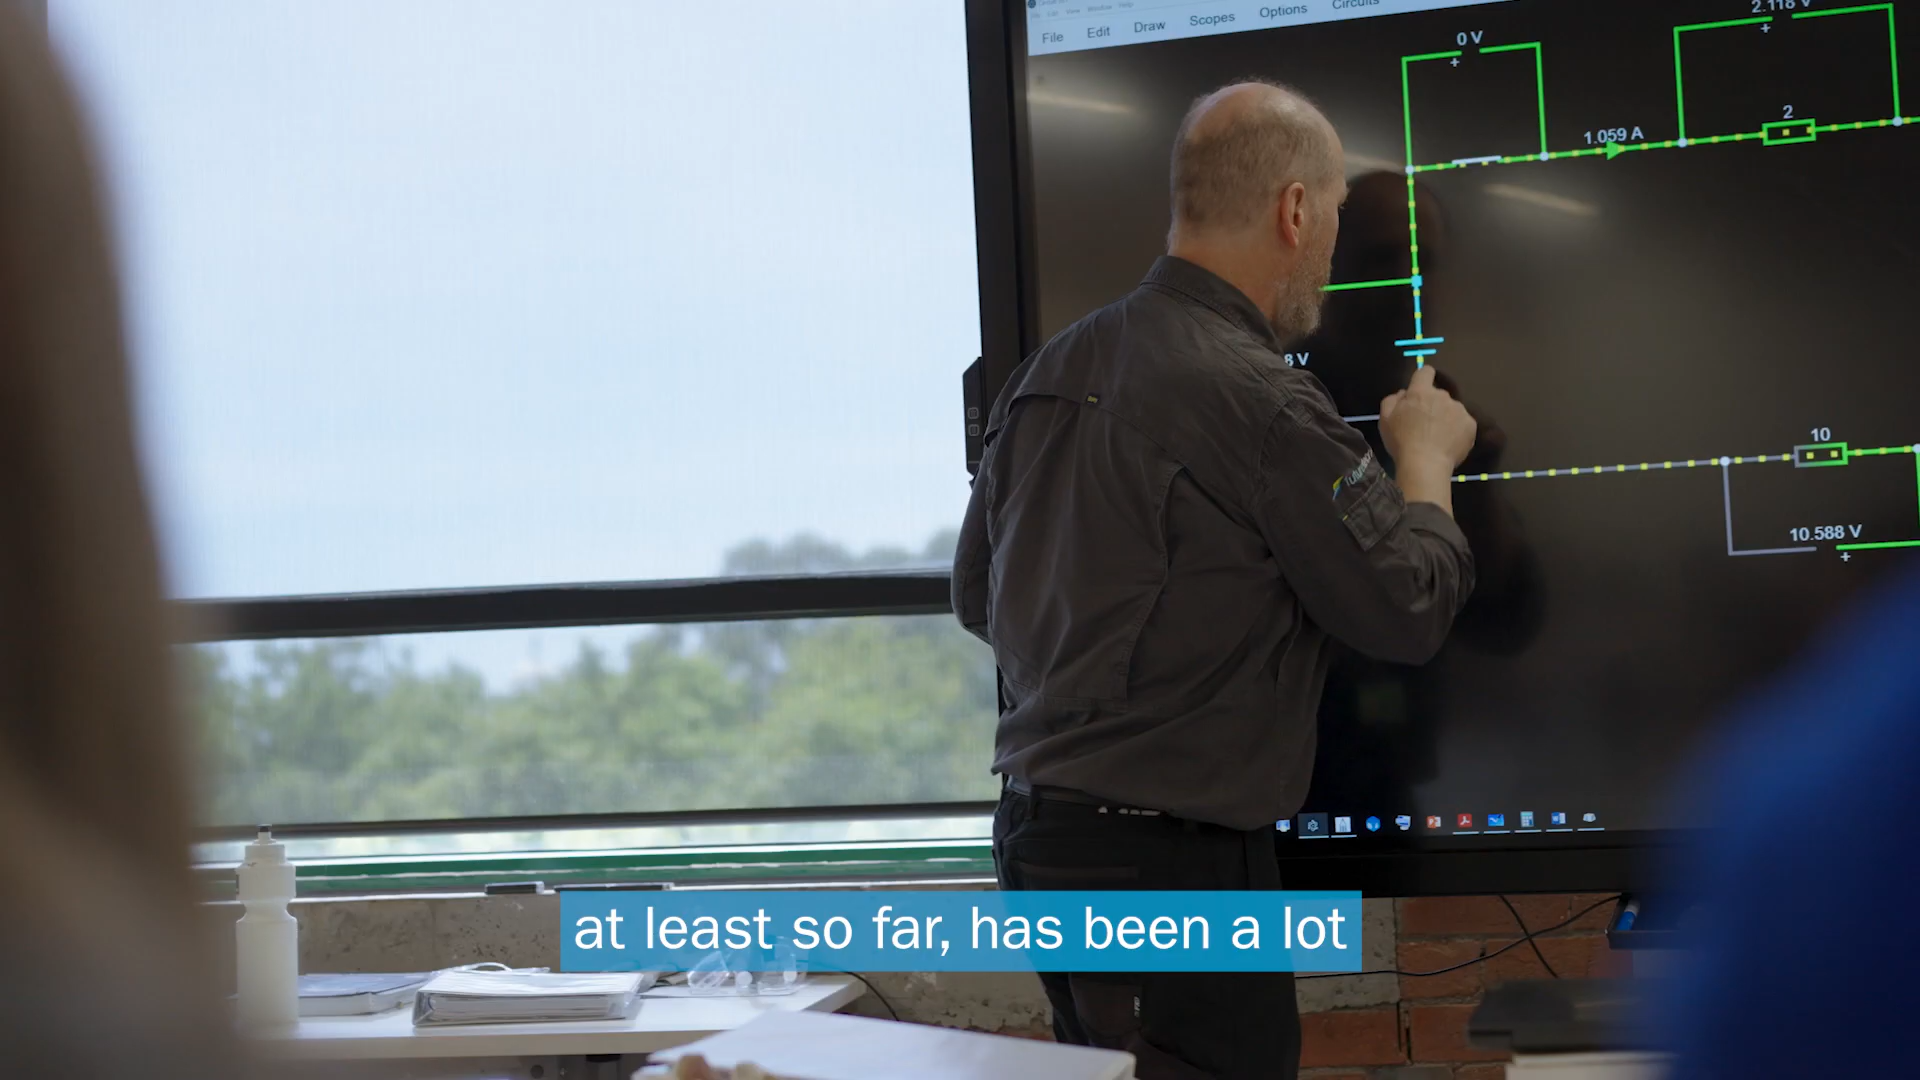 File Edit Draw Scopes Options Circuits
2.118 V
0 V
+
+
2
1.059 A
8 V
10
10.588 V
+
at least so far, has been a lot